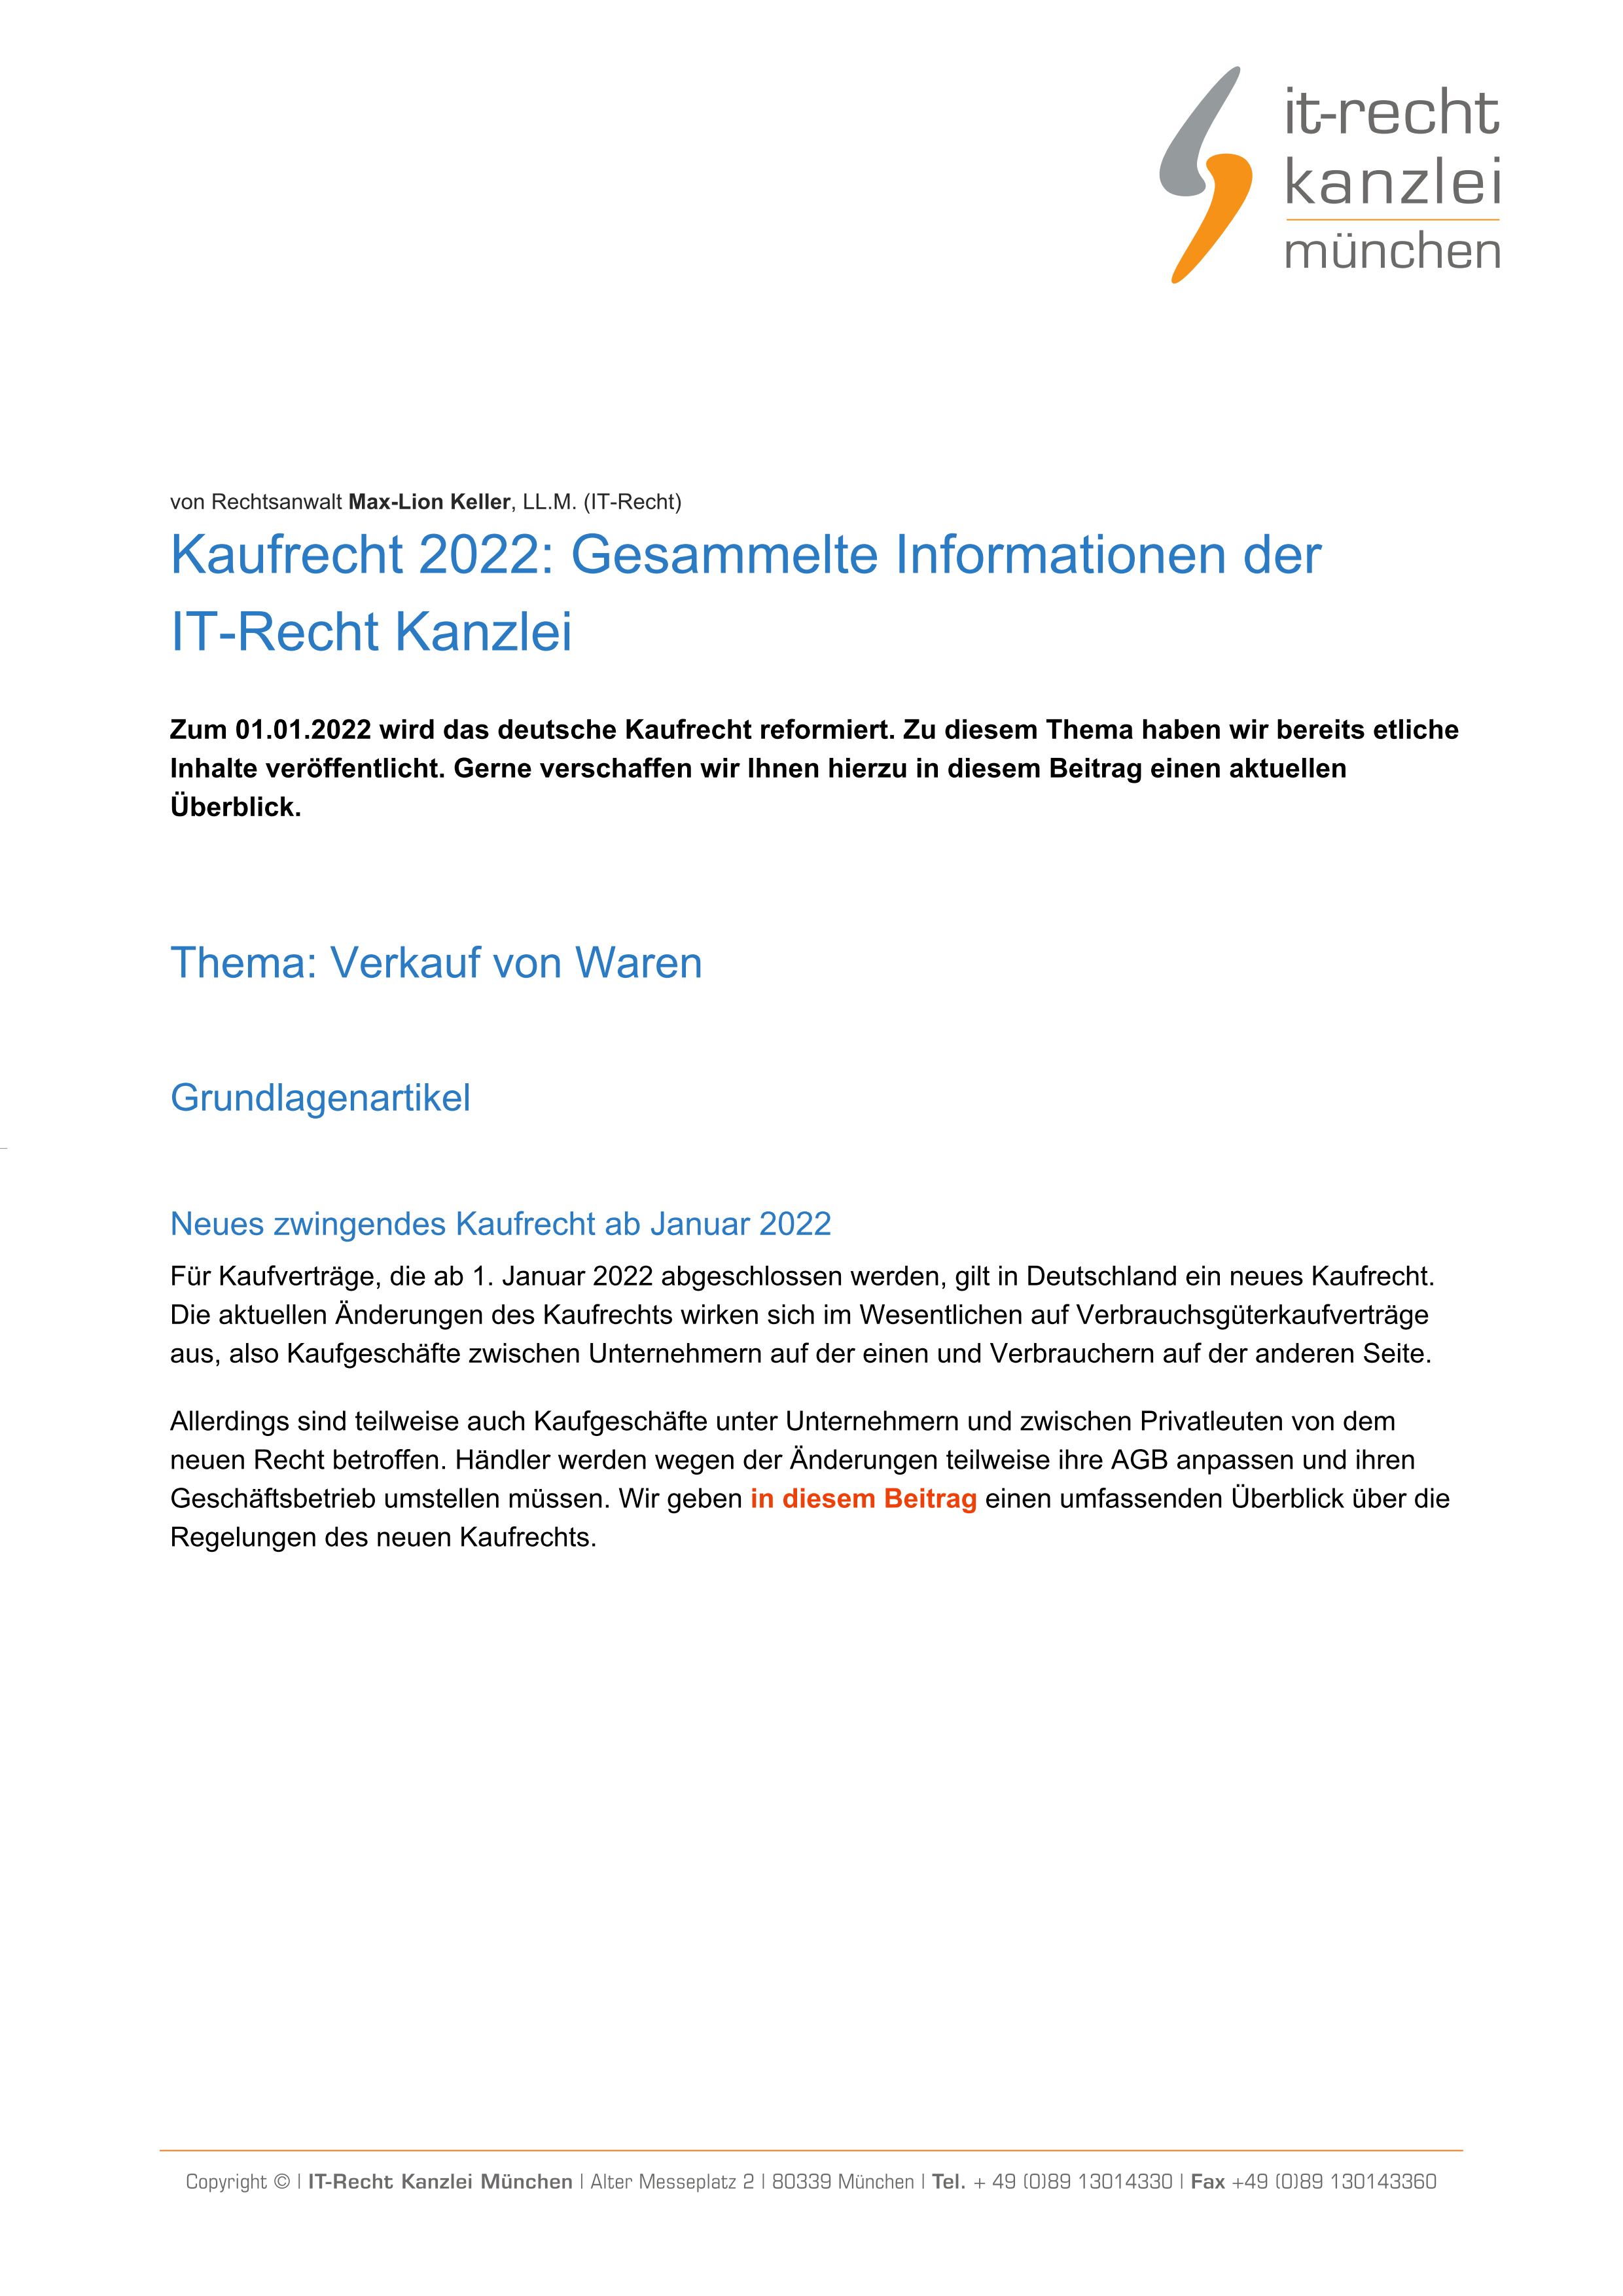 it-recht
kanzlei
münchen
von Rechtsanwalt Max-Lion Keller, LL.M. (IT-Recht)
Kaufrecht 2022: Gesammelte Informationen der
IT-Recht Kanzlei
Zum 01.01.2022 wird das deutsche Kaufrecht reformiert. Zu diesem Thema haben wir bereits etliche
Inhalte veröffentlicht. Gerne verschaffen wir Ihnen hierzu in diesem Beitrag einen aktuellen
Überblick.
Thema: Verkauf von Waren
Grundlagenartikel
Neues zwingendes Kaufrecht ab Januar 2022
Für Kaufverträge, die ab 1. Januar 2022 abgeschlossen werden, gilt in Deutschland ein neues Kaufrecht.
Die aktuellen Änderungen des Kaufrechts wirken sich im Wesentlichen auf Verbrauchsgüterkaufverträge
aus, also Kaufgeschäfte zwischen Unternehmern auf der einen und Verbrauchern auf der anderen Seite.
Allerdings sind teilweise auch Kaufgeschäfte unter Unternehmern und zwischen Privatleuten von dem
neuen Recht betroffen. Händler werden wegen der Änderungen teilweise ihre AGB anpassen und ihren
Geschäftsbetrieb umstellen müssen. Wir geben in diesem Beitrag einen umfassenden Überblick über die
Regelungen des neuen Kaufrechts.
Copyright © | IT-Recht Kanzlei München | Alter Messeplatz 2 | 80339 München | Tel. + 49 (0)89 13014330 | Fax +49 (0)89 130143360